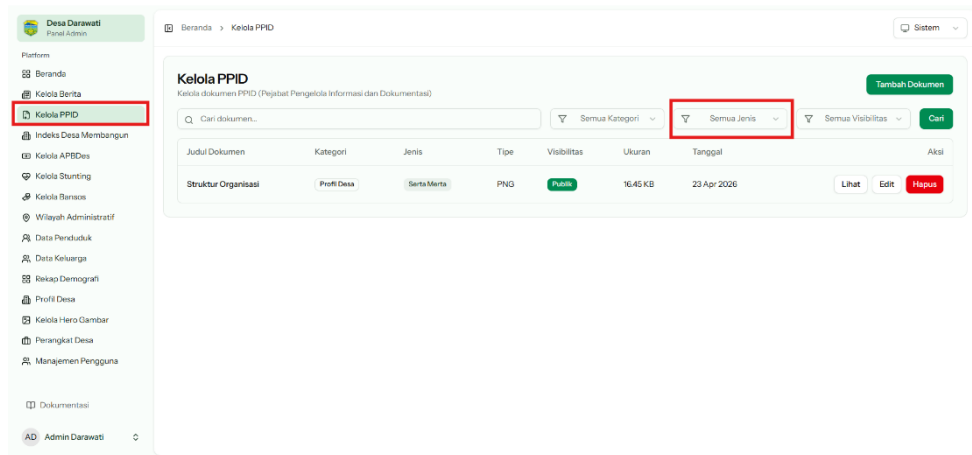 Desa Darawati
Panel Admin
Beranda > Kelola PPID
Sistem
Platform
Beranda
Kelola Berita
Kelola PPID
Indeks Desa Membangun
Kelola APBDes
Kelola Stunting
Kelola Bansos
Wilayah Administratif
Data Penduduk
Data Keluarga
Rekap Demografi
Profil Desa
Kelola Hero Gambar
Perangkat Desa
Manajemen Pengguna
Dokumentasi
AD Admin Darawati
Kelola PPID
Kelola dokumen PPID (Pejabat Pengelola Informasi dan Dokumentasi)
Tambah Dokumen
Cari dokumen... Semua Kategori Semua Jenis Semua Visibilitas Cari
Judul Dokumen Kategori Jenis Tipe Visibilitas Ukuran Tanggal Aksi
Struktur Organisasi Profil Desa Serta Merta PNG Publik 16.45 KB 23 Apr 2026 Lihat Edit Hapus